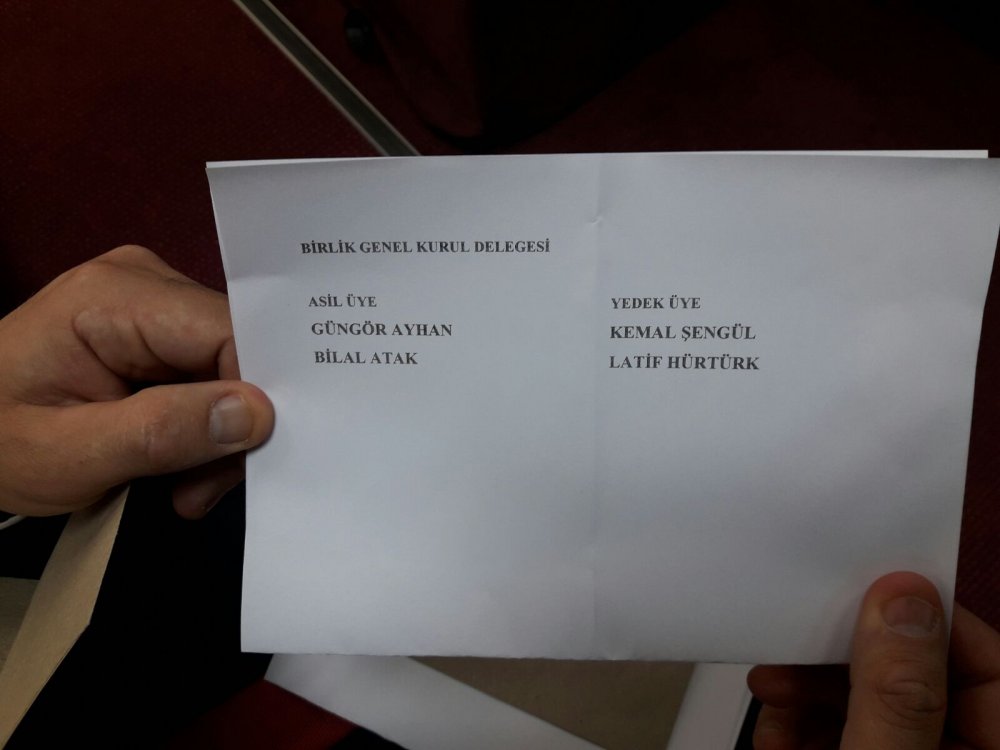 BİRLİK GENEL KURUL DELEGESİ
ASİL ÜYE
GÜNGÖR AYHAN
BİLAL ATAK
YEDEK ÜYE
KEMAL ŞENGÜL
LATİF HÜRTÜRK